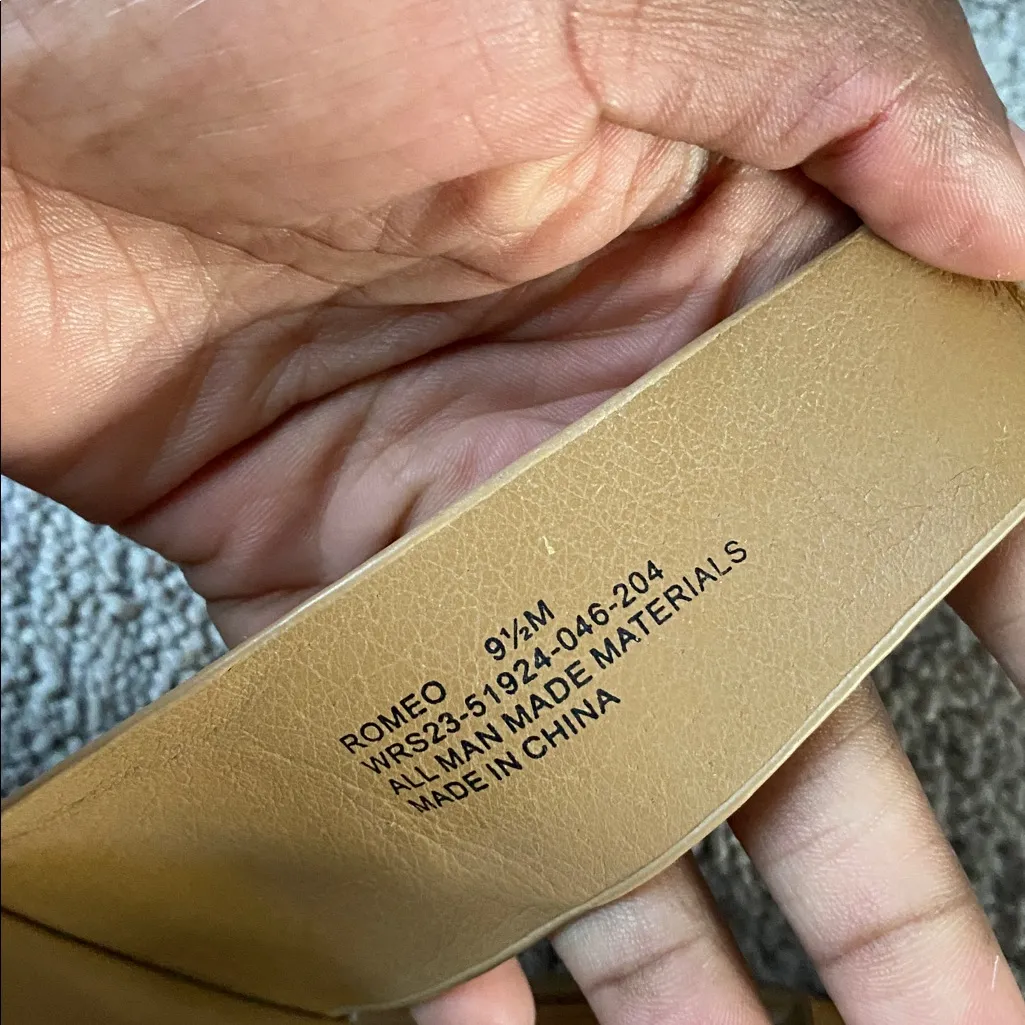 ROMEO 9½M
WRS23-51924-046-204
ALL MAN MADE MATERIALS
MADE IN CHINA